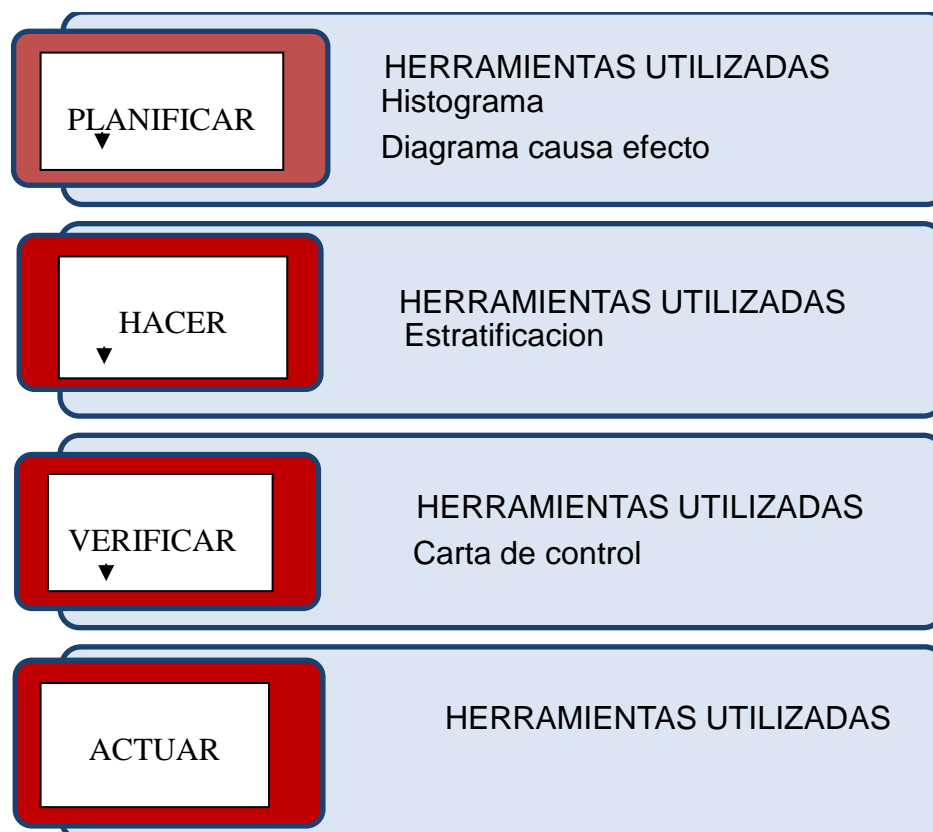 PLANIFICAR
HERRAMIENTAS UTILIZADAS
Histograma
Diagrama causa efecto
HACER
HERRAMIENTAS UTILIZADAS
Estratificacion
VERIFICAR
HERRAMIENTAS UTILIZADAS
Carta de control
ACTUAR
HERRAMIENTAS UTILIZADAS